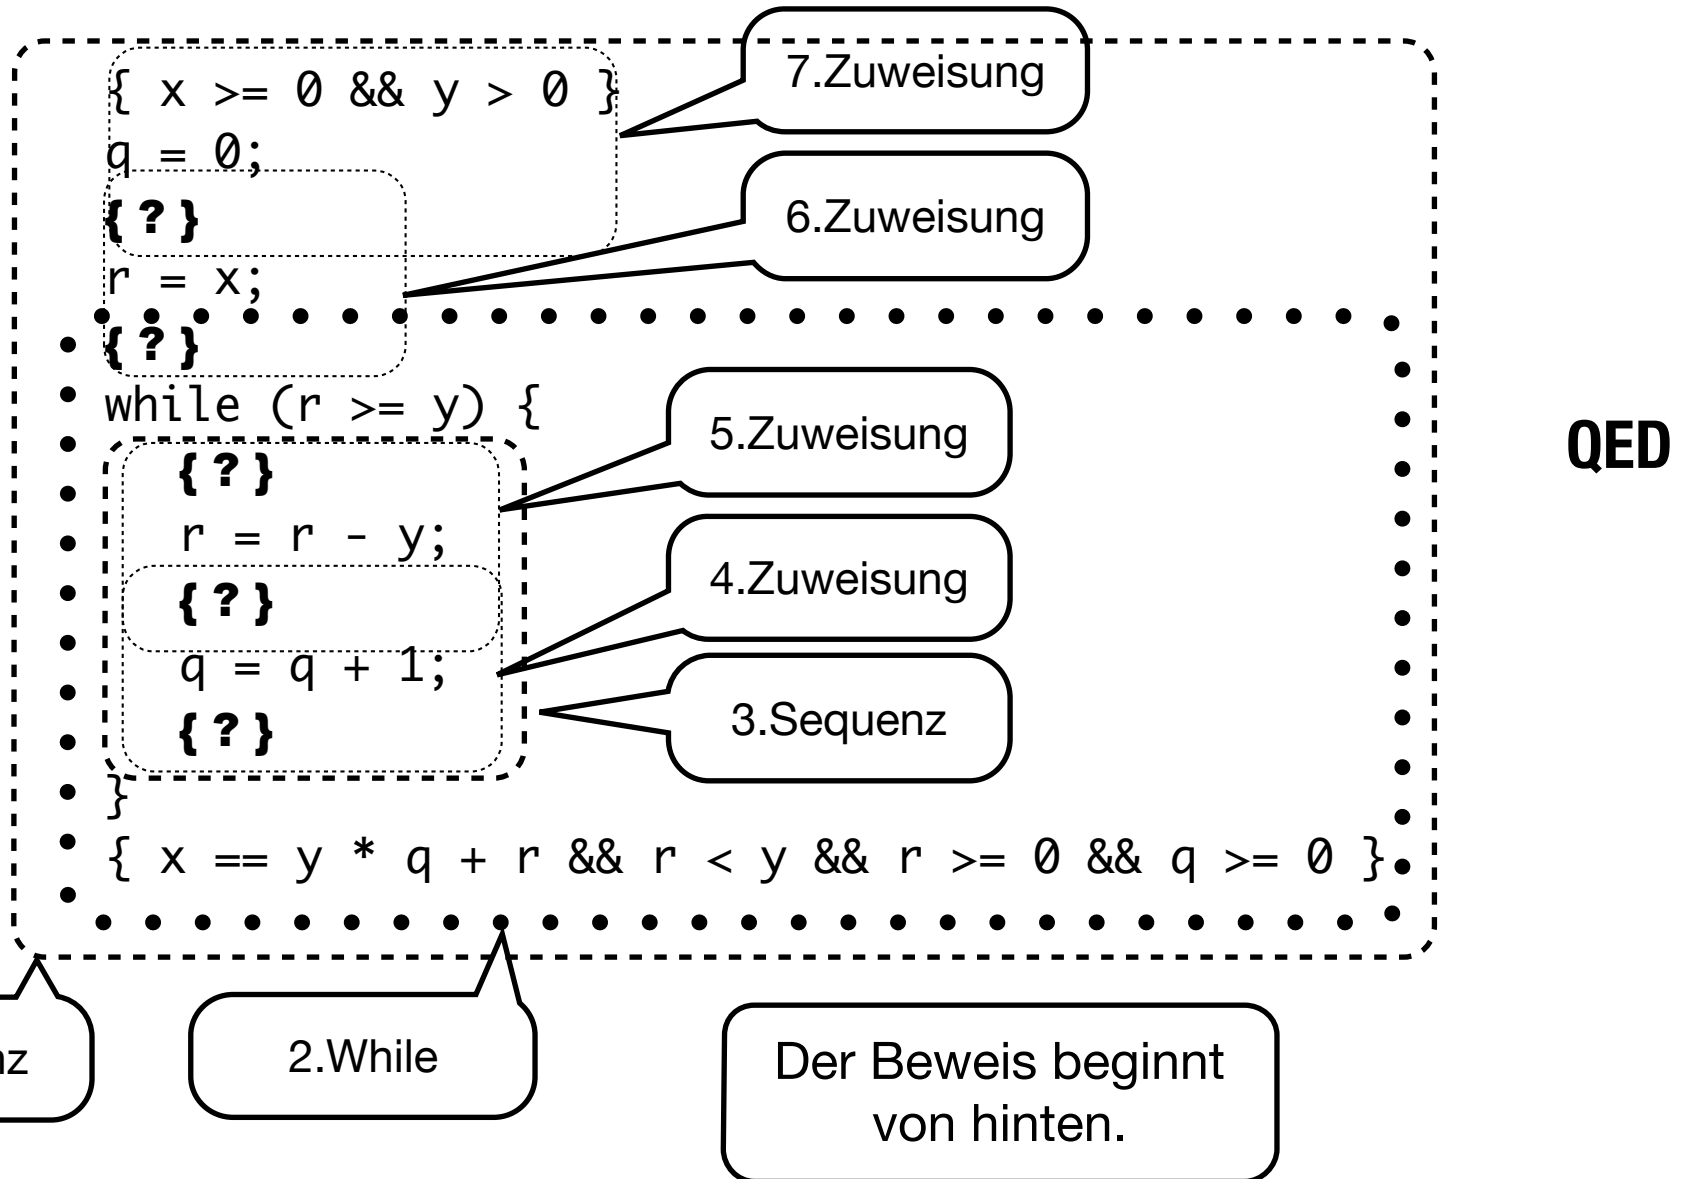 { x >= 0 && y > 0 }
q = 0;
{ ? }
r = x;
{ ? }
while (r >= y) {
{ ? }
r = r - y;
{ ? }
q = q + 1;
{ ? }
}
{ x == y * q + r && r < y && r >= 0 && q >= 0 }
7.Zuweisung
6.Zuweisung
5.Zuweisung
4.Zuweisung
3.Sequenz
QED
nz
2.While
Der Beweis beginnt
von hinten.